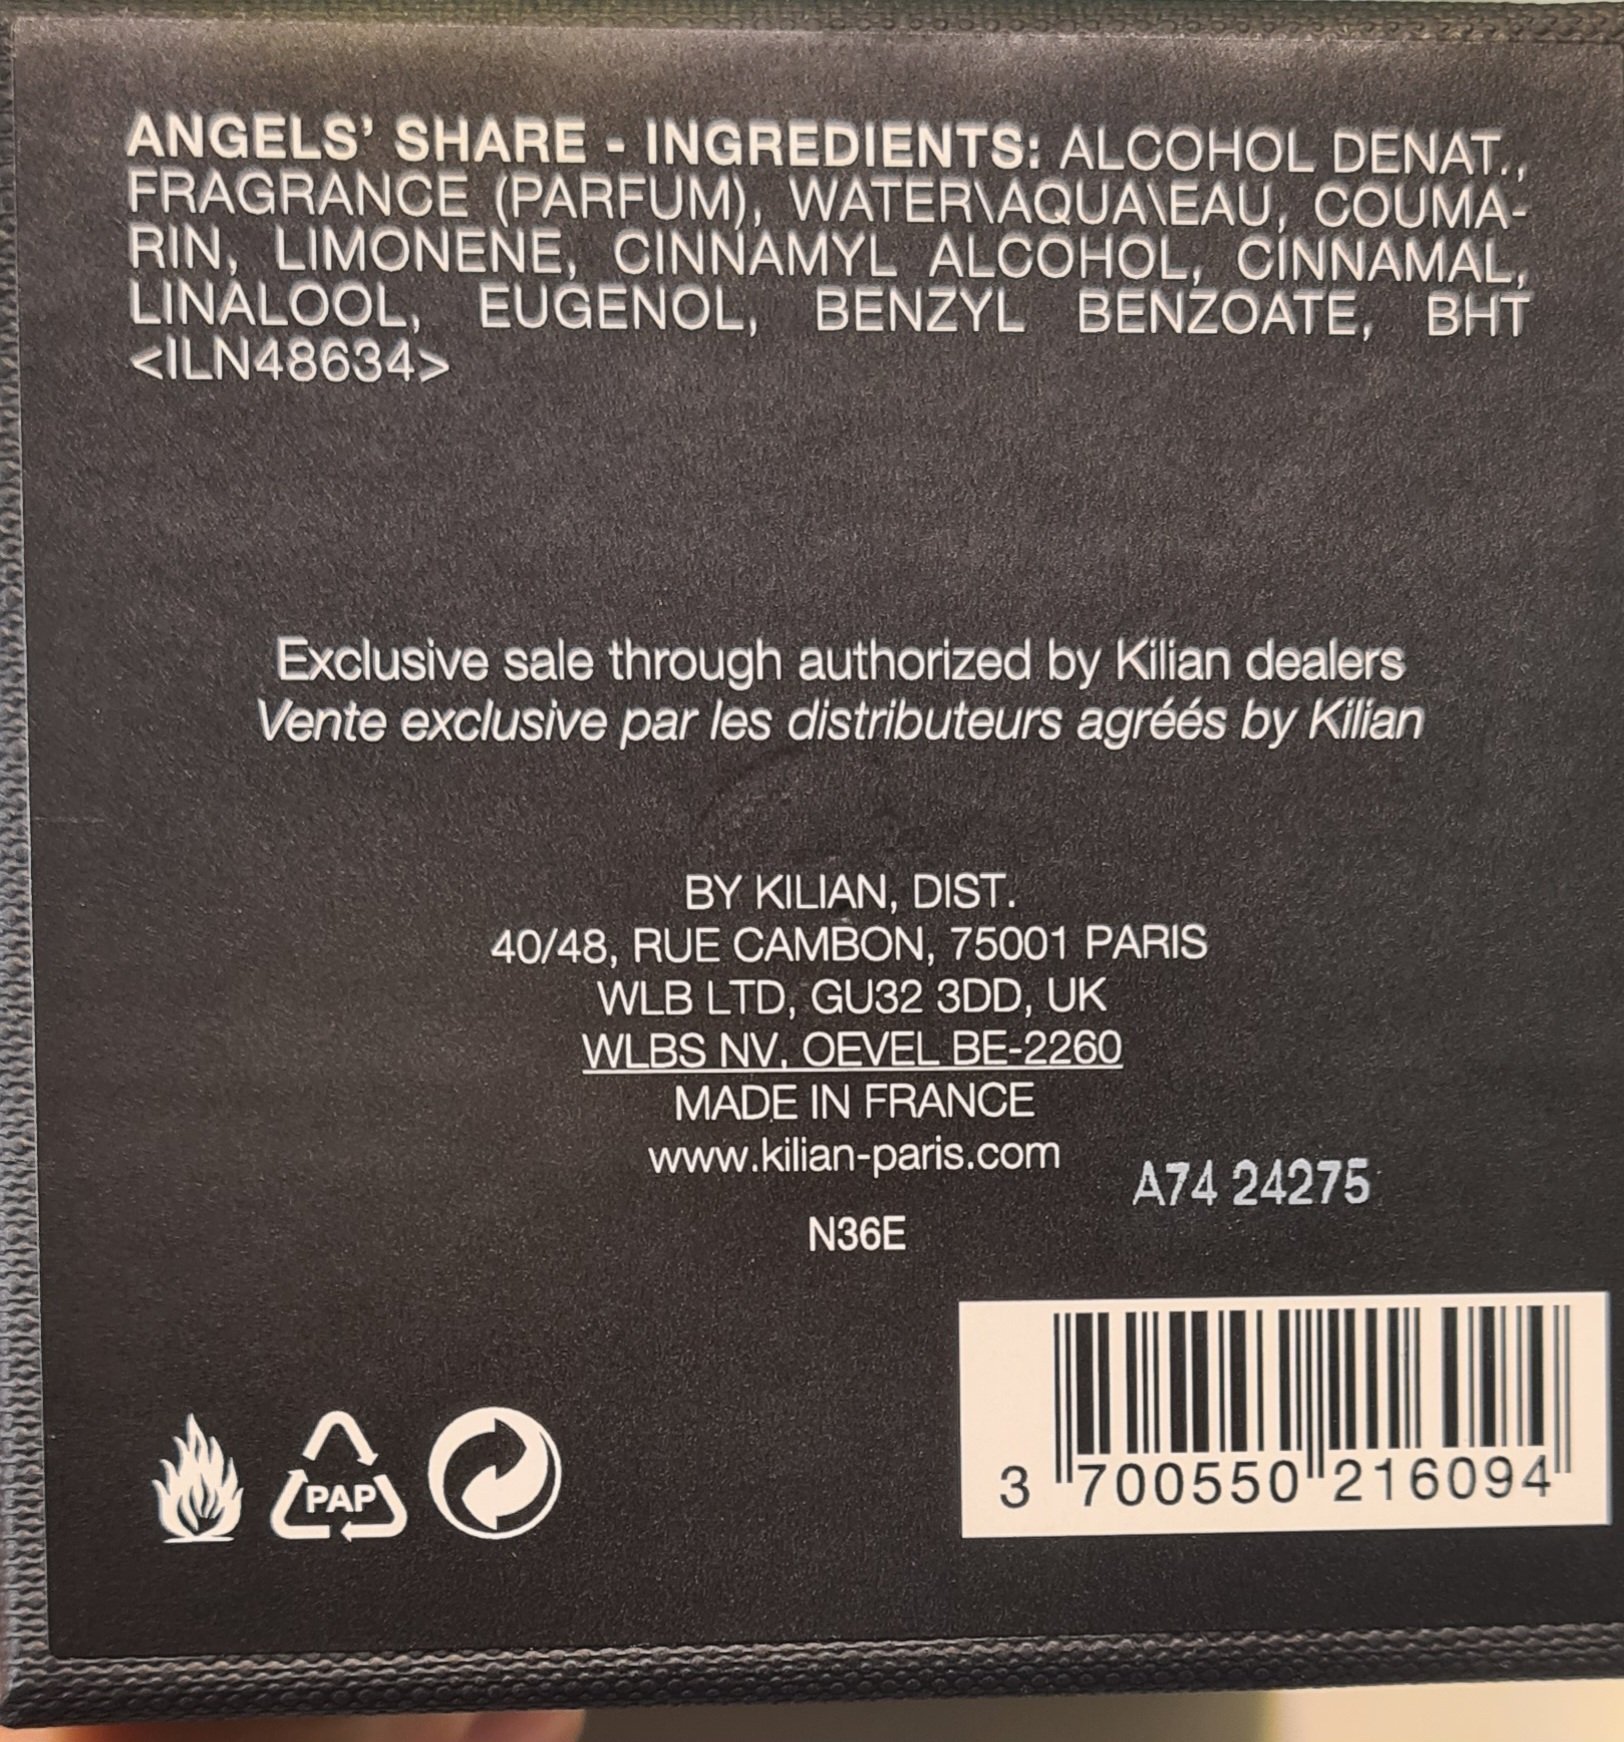 ANGELS' SHARE - INGREDIENTS: ALCOHOL DENAT.,
FRAGRANCE (PARFUM), WATER\AQUA\EAU, COUMA-
RIN, LIMONENE, CINNAMYL ALCOHOL, CINNAMAL,
LINALOOL, EUGENOL, BENZYL BENZOATE, BHT
<ILN48634>
Exclusive sale through authorized by Kilian dealers
Vente exclusive par les distributeurs agréés by Kilian
BY KILIAN, DIST.
40/48, RUE CAMBON, 75001 PARIS
WLB LTD, GU32 3DD, UK
WLBS NV, OEVEL BE-2260
MADE IN FRANCE
www.kilian-paris.com
A74 24275
N36E
PAP
3 700550 216094